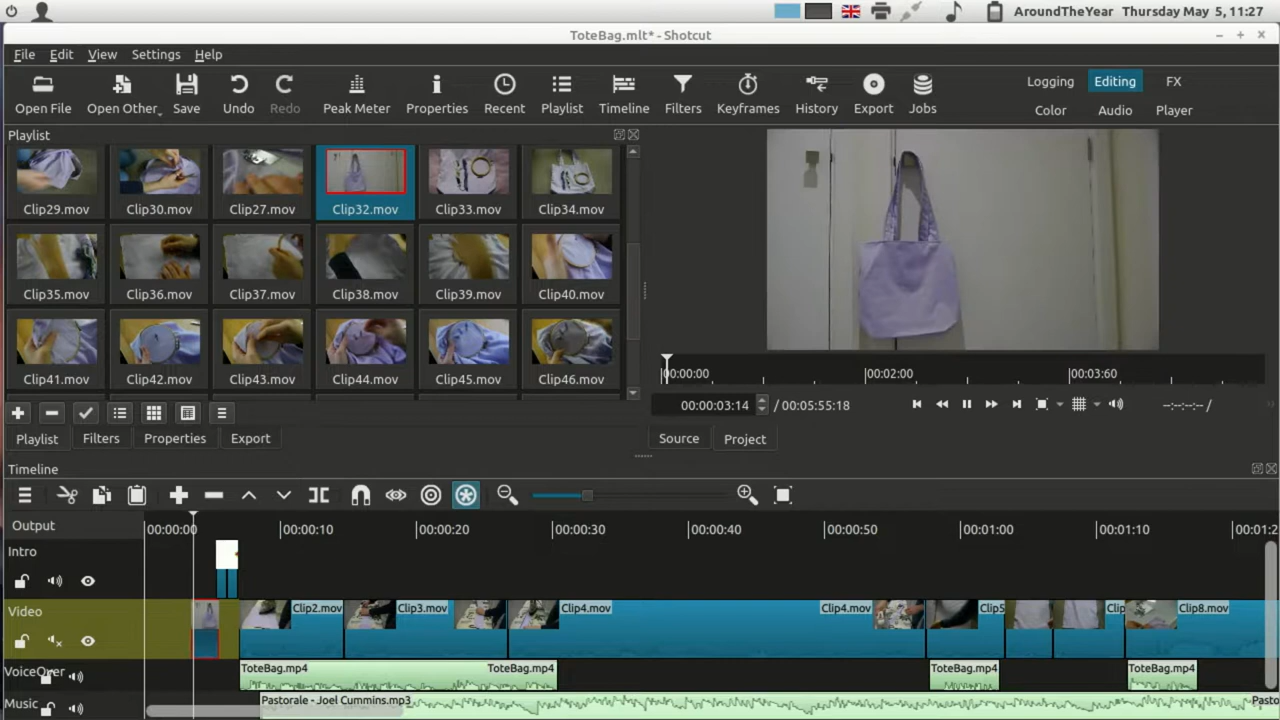 AroundTheYear Thursday May 5, 11:27
ToteBag.mlt* - Shotcut
File Edit View Settings Help
Open File Open Other Save Undo Redo Peak Meter Properties Recent Playlist Timeline Filters Keyframes History Export Jobs
Logging Editing FX
Color Audio Player
Playlist
Clip29.mov Clip30.mov Clip27.mov Clip32.mov Clip33.mov Clip34.mov
Clip35.mov Clip36.mov Clip37.mov Clip38.mov Clip39.mov Clip40.mov
Clip41.mov Clip42.mov Clip43.mov Clip44.mov Clip45.mov Clip46.mov
00:00:00 00:02:00 00:03:60
00:00:03:14 / 00:05:55:18 --:--:--:-- /
Playlist Filters Properties Export
Source Project
Timeline
Output
00:00:00 00:00:10 00:00:20 00:00:30 00:00:40 00:00:50 00:01:00 00:01:10 00:01:2
Intro
Video
Clip2.mov Clip3.mov Clip4.mov Clip4.mov Clip5 Clip Clip8.mov
VoiceOver
ToteBag.mp4 ToteBag.mp4 ToteBag.mp4 ToteBag.mp4
Music
Pastorale - Joel Cummins.mp3 Pasto